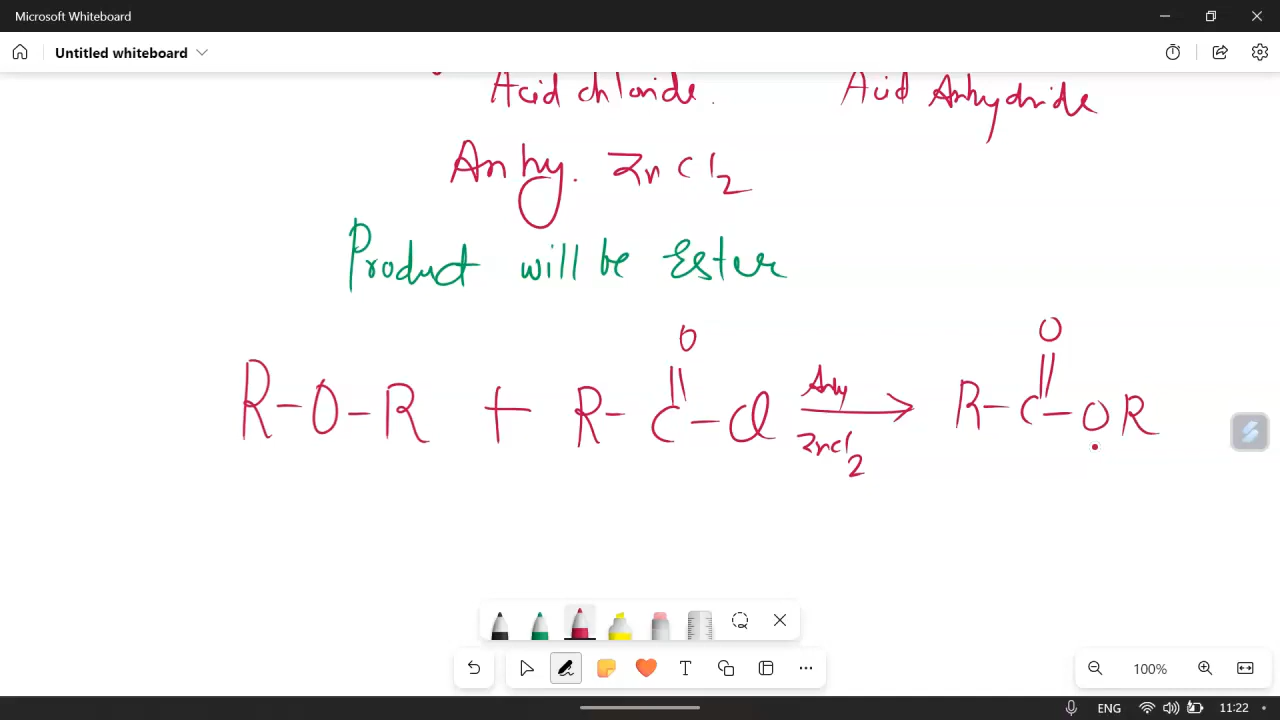 Microsoft Whiteboard
Untitled whiteboard
Acid chloride. Acid Anhydride
Anhy. ZnCl2
Product will be Ester
O O
|| ||
R-O-R + R-C-Cl Anhy ZnCl2 → R-C-OR
T
100%
ENG 11:22